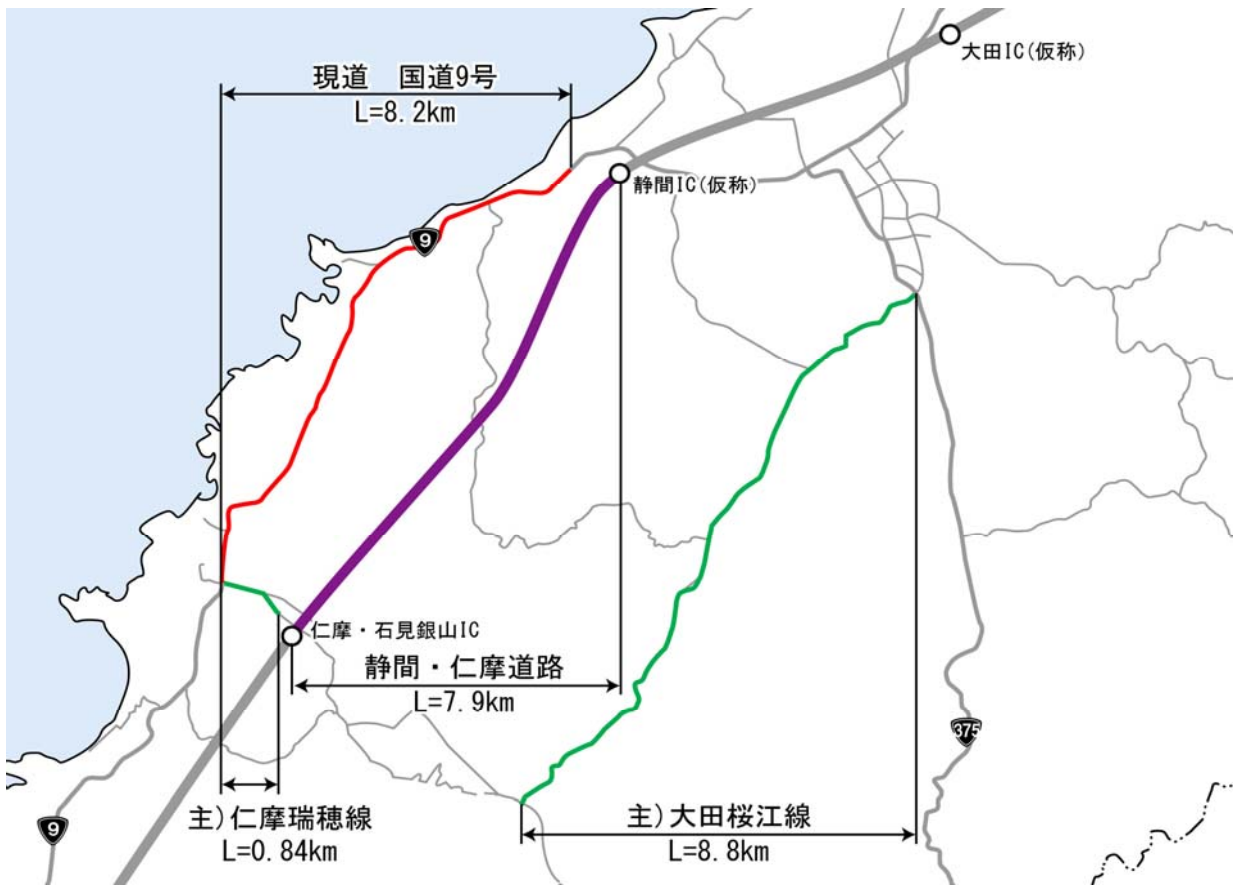 大田IC(仮称)
現道　国道9号
L=8.2km
静間IC(仮称)
9
仁摩・石見銀山IC
静間・仁摩道路
L=7.9km
375
主)仁摩瑞穂線
L=0.84km
主)大田桜江線
L=8.8km
9